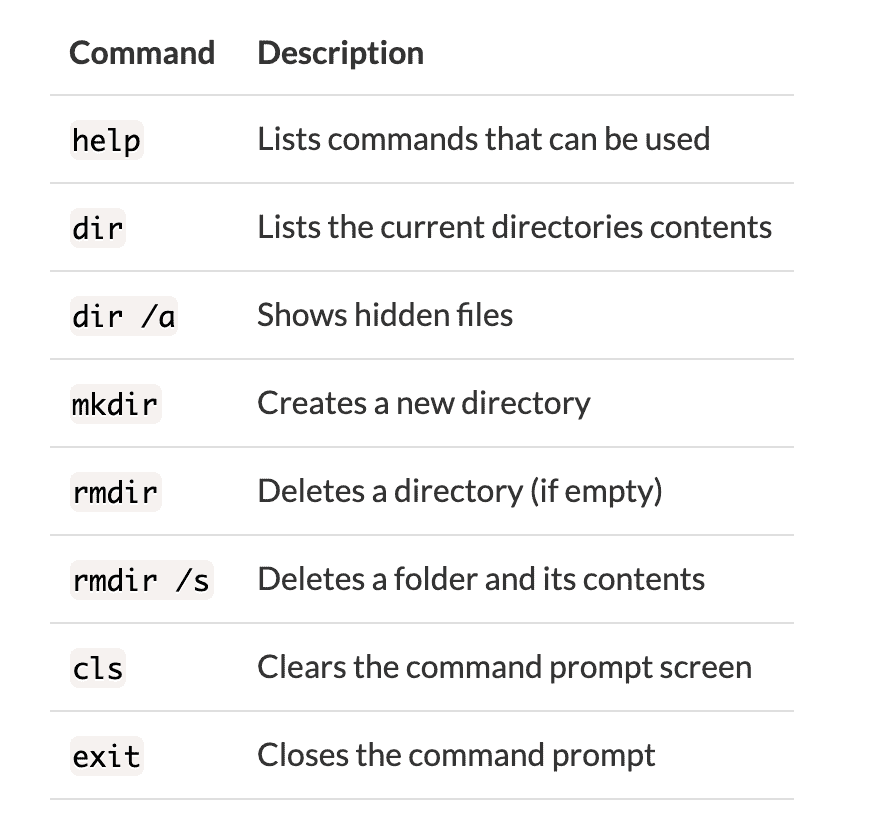 Command Description
help Lists commands that can be used
dir Lists the current directories contents
dir /a Shows hidden files
mkdir Creates a new directory
rmdir Deletes a directory (if empty)
rmdir /s Deletes a folder and its contents
cls Clears the command prompt screen
exit Closes the command prompt